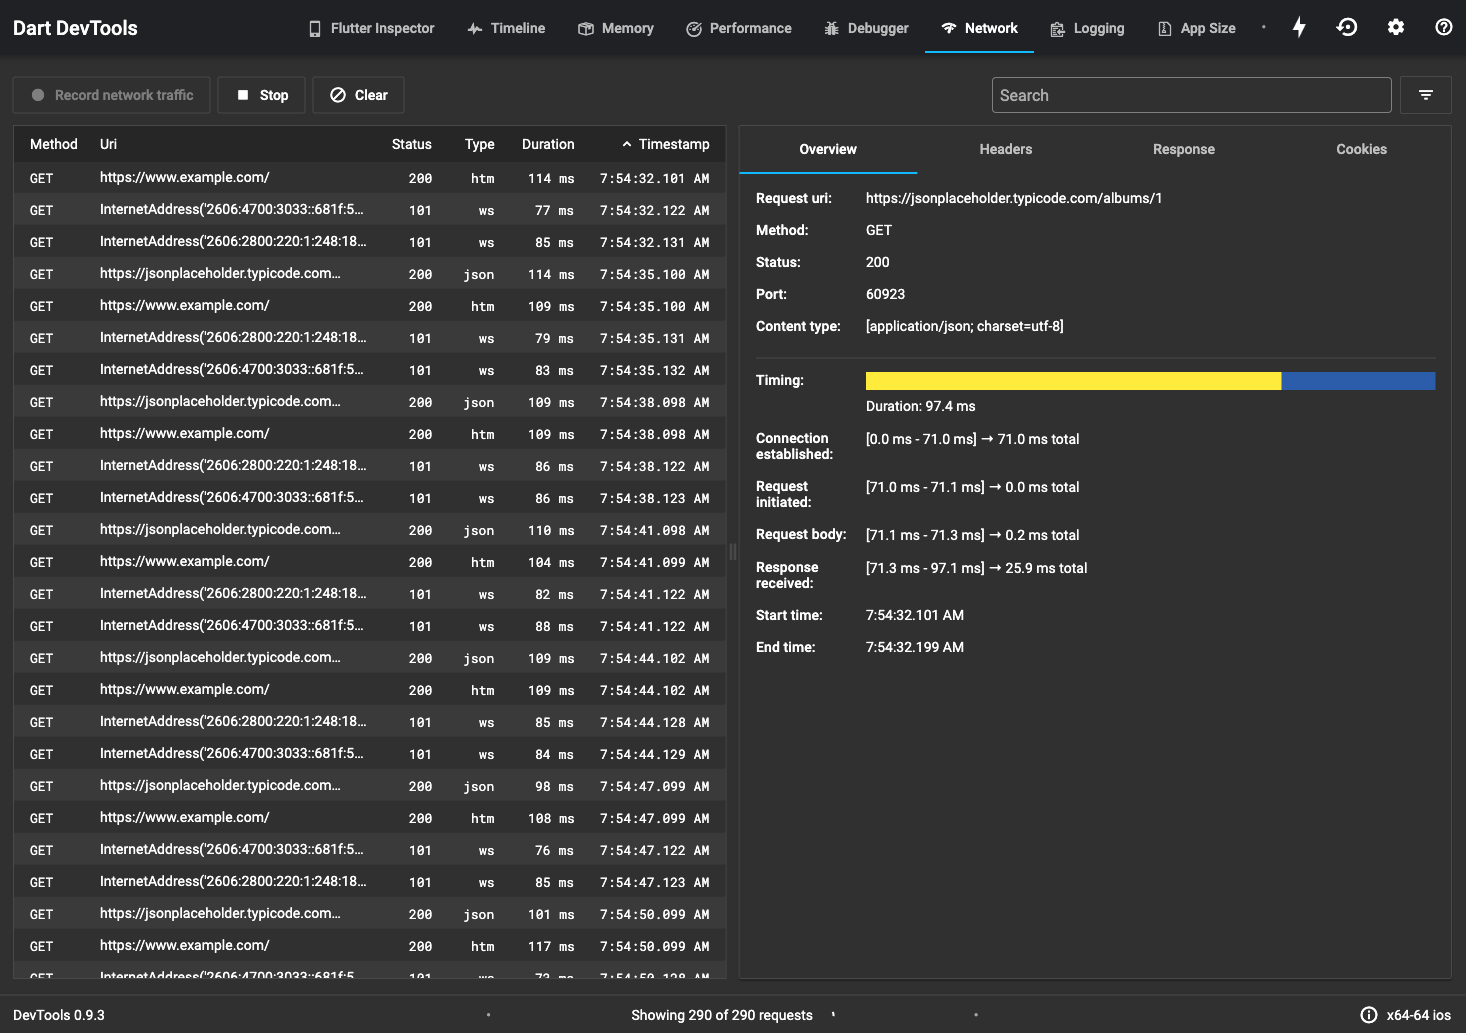 Dart DevTools
Flutter Inspector Timeline Memory Performance Debugger Network Logging App Size
Record network traffic Stop Clear Search
Method Uri Status Type Duration Timestamp
GET https://www.example.com/ 200 htm 114 ms 7:54:32.101 AM
GET InternetAddress('2606:4700:3033::681f:5... 101 ws 77 ms 7:54:32.122 AM
GET InternetAddress('2606:2800:220:1:248:18... 101 ws 85 ms 7:54:32.131 AM
GET https://jsonplaceholder.typicode.com... 200 json 114 ms 7:54:35.100 AM
GET https://www.example.com/ 200 htm 109 ms 7:54:35.100 AM
GET InternetAddress('2606:2800:220:1:248:18... 101 ws 79 ms 7:54:35.131 AM
GET InternetAddress('2606:4700:3033::681f:5... 101 ws 83 ms 7:54:35.132 AM
GET https://jsonplaceholder.typicode.com... 200 json 109 ms 7:54:38.098 AM
GET https://www.example.com/ 200 htm 109 ms 7:54:38.098 AM
GET InternetAddress('2606:2800:220:1:248:18... 101 ws 86 ms 7:54:38.122 AM
GET InternetAddress('2606:4700:3033::681f:5... 101 ws 86 ms 7:54:38.123 AM
GET https://jsonplaceholder.typicode.com... 200 json 110 ms 7:54:41.098 AM
GET https://www.example.com/ 200 htm 104 ms 7:54:41.099 AM
GET InternetAddress('2606:2800:220:1:248:18... 101 ws 82 ms 7:54:41.122 AM
GET InternetAddress('2606:4700:3033::681f:5... 101 ws 88 ms 7:54:41.122 AM
GET https://jsonplaceholder.typicode.com... 200 json 109 ms 7:54:44.102 AM
GET https://www.example.com/ 200 htm 109 ms 7:54:44.102 AM
GET InternetAddress('2606:2800:220:1:248:18... 101 ws 85 ms 7:54:44.128 AM
GET InternetAddress('2606:4700:3033::681f:5... 101 ws 84 ms 7:54:44.129 AM
GET https://jsonplaceholder.typicode.com... 200 json 98 ms 7:54:47.099 AM
GET https://www.example.com/ 200 htm 108 ms 7:54:47.099 AM
GET InternetAddress('2606:4700:3033::681f:5... 101 ws 76 ms 7:54:47.122 AM
GET InternetAddress('2606:2800:220:1:248:18... 101 ws 85 ms 7:54:47.123 AM
GET https://jsonplaceholder.typicode.com... 200 json 101 ms 7:54:50.099 AM
GET https://www.example.com/ 200 htm 117 ms 7:54:50.099 AM
GET InternetAddress('2606:4700:3033::681f:5 101 ws
Overview Headers Response Cookies
Request uri: https://jsonplaceholder.typicode.com/albums/1
Method: GET
Status: 200
Port: 60923
Content type: [application/json; charset=utf-8]
Timing:
Duration: 97.4 ms
Connection established: [0.0 ms - 71.0 ms] → 71.0 ms total
Request initiated: [71.0 ms - 71.1 ms] → 0.0 ms total
Request body: [71.1 ms - 71.3 ms] → 0.2 ms total
Response received: [71.3 ms - 97.1 ms] → 25.9 ms total
Start time: 7:54:32.101 AM
End time: 7:54:32.199 AM
DevTools 0.9.3 Showing 290 of 290 requests x64-64 ios